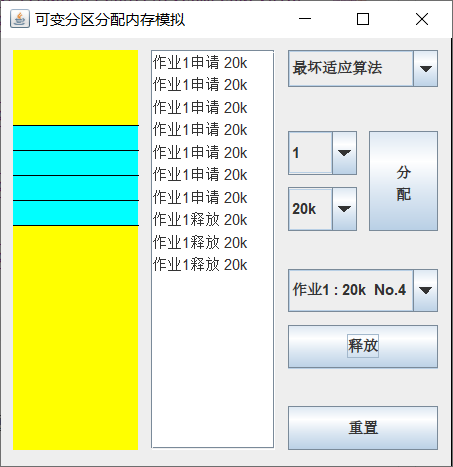 可变分区分配内存模拟
作业1申请 20k
作业1申请 20k
作业1申请 20k
作业1申请 20k
作业1申请 20k
作业1申请 20k
作业1申请 20k
作业1释放 20k
作业1释放 20k
作业1释放 20k
最坏适应算法
1
20k
分
配
作业1 : 20k No.4
释放
重置